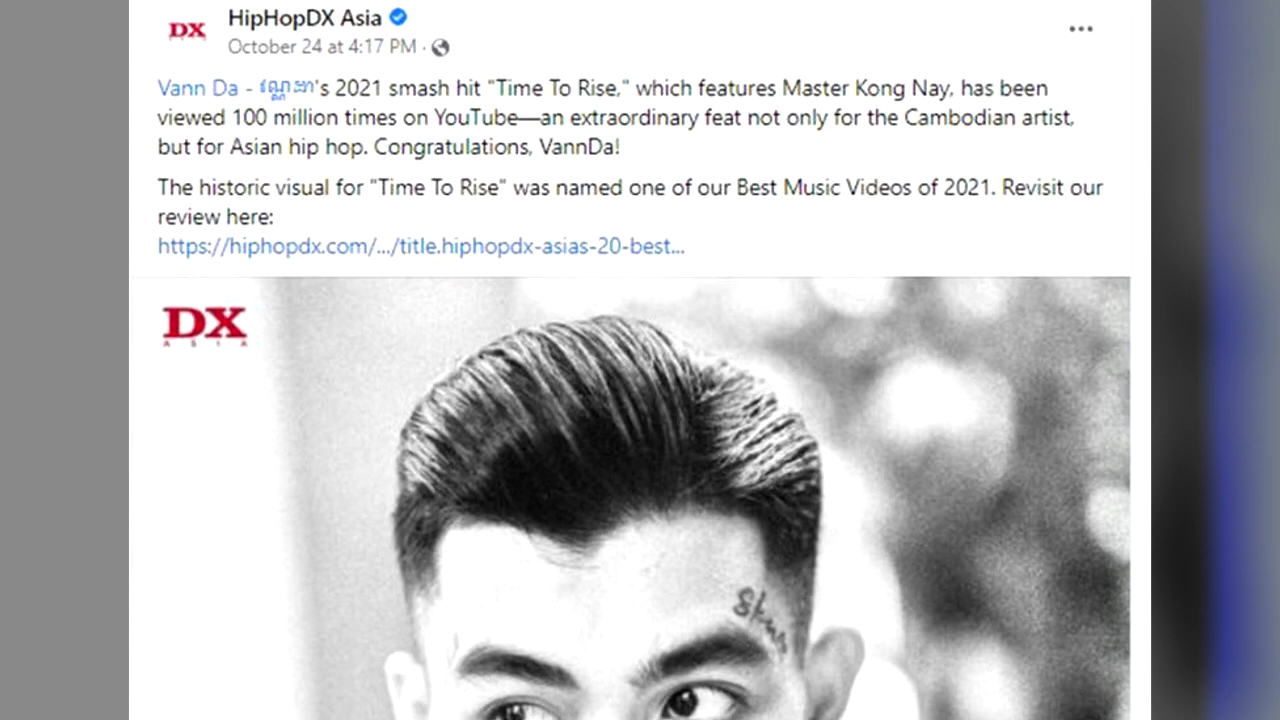 DX
HipHopDX Asia
October 24 at 4:17 PM ·
Vann Da - វណ្ណដា's 2021 smash hit "Time To Rise," which features Master Kong Nay, has been
viewed 100 million times on YouTube—an extraordinary feat not only for the Cambodian artist,
but for Asian hip hop. Congratulations, VannDa!
The historic visual for "Time To Rise" was named one of our Best Music Videos of 2021. Revisit our
review here:
https://hiphopdx.com/.../title.hiphopdx-asias-20-best...
DX
ASIA